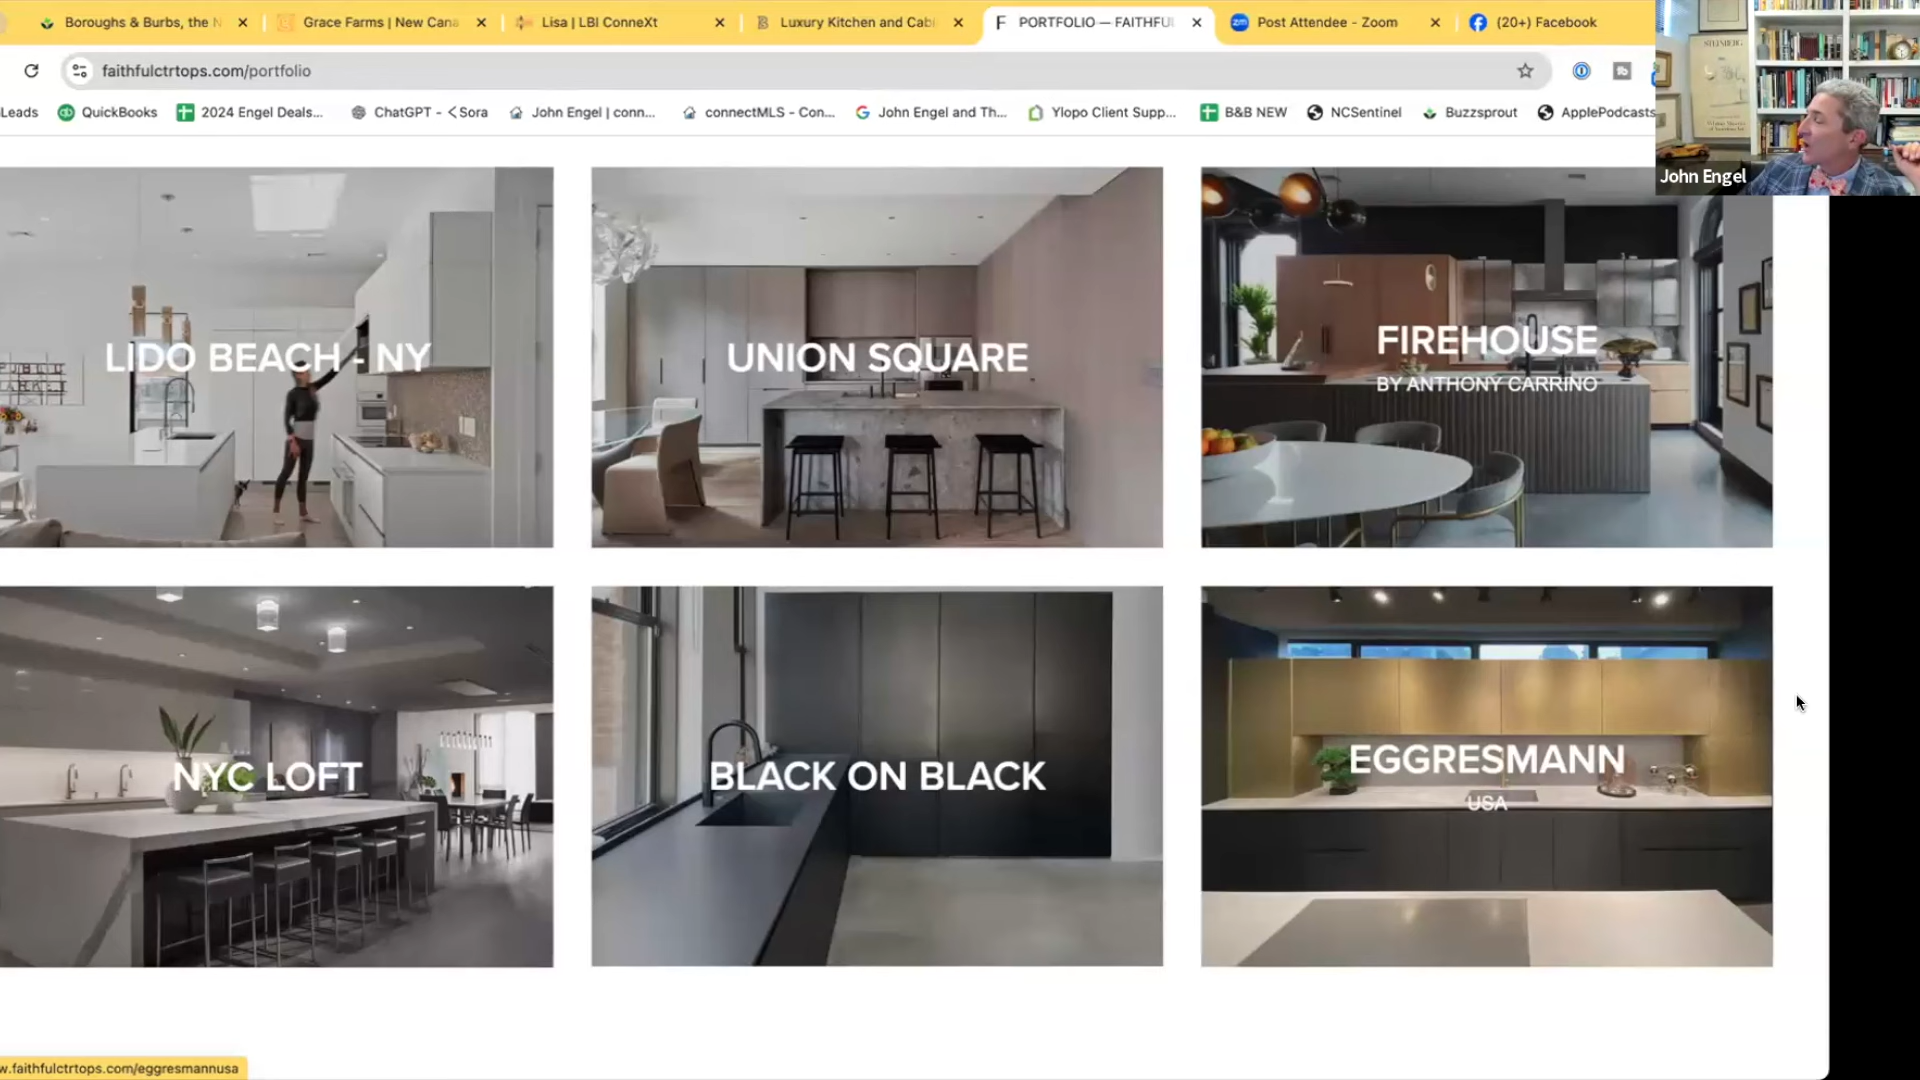 Boroughs & Burbs, the N
Grace Farms | New Cana
Lisa | LBI ConneXt
Luxury Kitchen and Cabi
PORTFOLIO — FAITHFUL
Post Attendee - Zoom
(20+) Facebook
faithfulctrtops.com/portfolio
Leads
QuickBooks
2024 Engel Deals...
ChatGPT - < Sora
John Engel | conn...
connectMLS - Con...
John Engel and Th...
Ylopo Client Supp...
B&B NEW
NCSentinel
Buzzsprout
ApplePodcasts
STEINBERG
John Engel
LIDO BEACH - NY
UNION SQUARE
FIREHOUSE
BY ANTHONY CARRINO
NYC LOFT
BLACK ON BLACK
EGGRESMANN
USA
w.faithfulctrtops.com/eggresmannusa